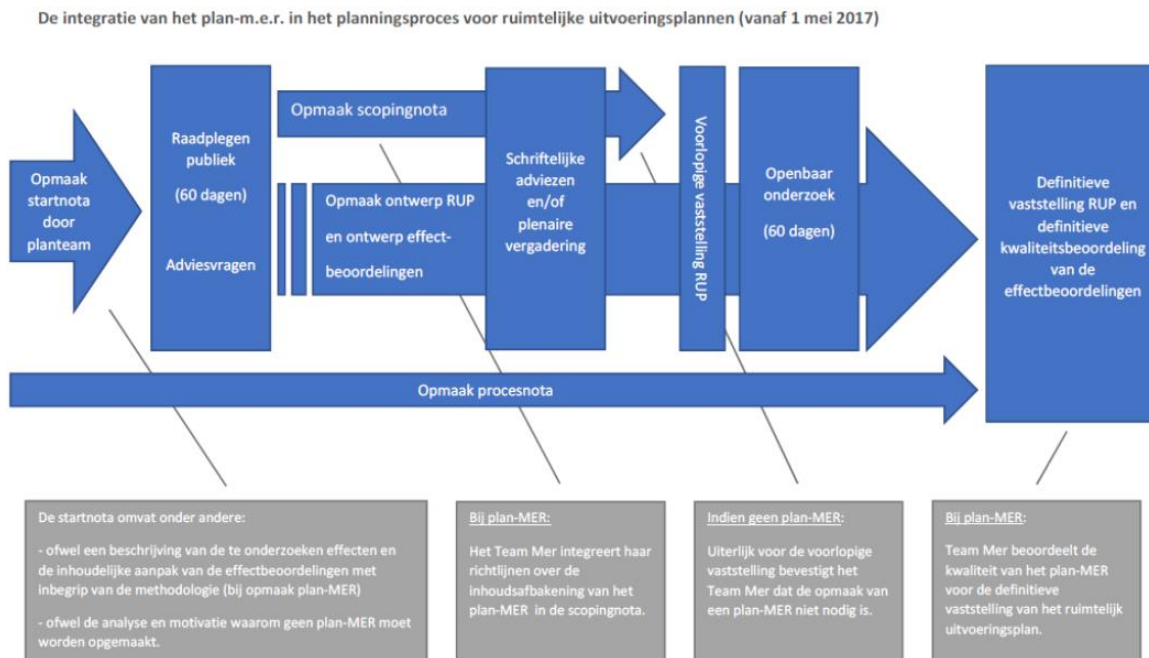 De integratie van het plan-m.e.r. in het planningsproces voor ruimtelijke uitvoeringsplannen (vanaf 1 mei 2017)
Opmaak
startnota
door
planteam
Raadplegen
publiek
(60 dagen)
Adviesvragen
Opmaak scopingnota
Opmaak ontwerp RUP
en ontwerp effect-
beoordelingen
Schriftelijke
adviezen
en/of
plenaire
vergadering
Voorlopige vaststelling RUP
Openbaar
onderzoek
(60 dagen)
Definitieve
vaststelling RUP en
definitieve
kwaliteitsbeoordeling
van de
effectbeoordelingen
Opmaak procesnota
De startnota omvat onder andere:
- ofwel een beschrijving van de te onderzoeken effecten en
de inhoudelijke aanpak van de effectbeoordelingen met
inbegrip van de methodologie (bij opmaak plan-MER)
- ofwel de analyse en motivatie waarom geen plan-MER moet
worden opgemaakt.
Bij plan-MER:
Het Team Mer integreert haar
richtlijnen over de
inhoudsafbakening van het
plan-MER in de scopingnota.
Indien geen plan-MER:
Uiterlijk voor de voorlopige
vaststelling bevestigt het
Team Mer dat de opmaak van
een plan-MER niet nodig is.
Bij plan-MER:
Team Mer beoordeelt de
kwaliteit van het plan-MER
voor de definitieve
vaststelling van het ruimtelijk
uitvoeringsplan.